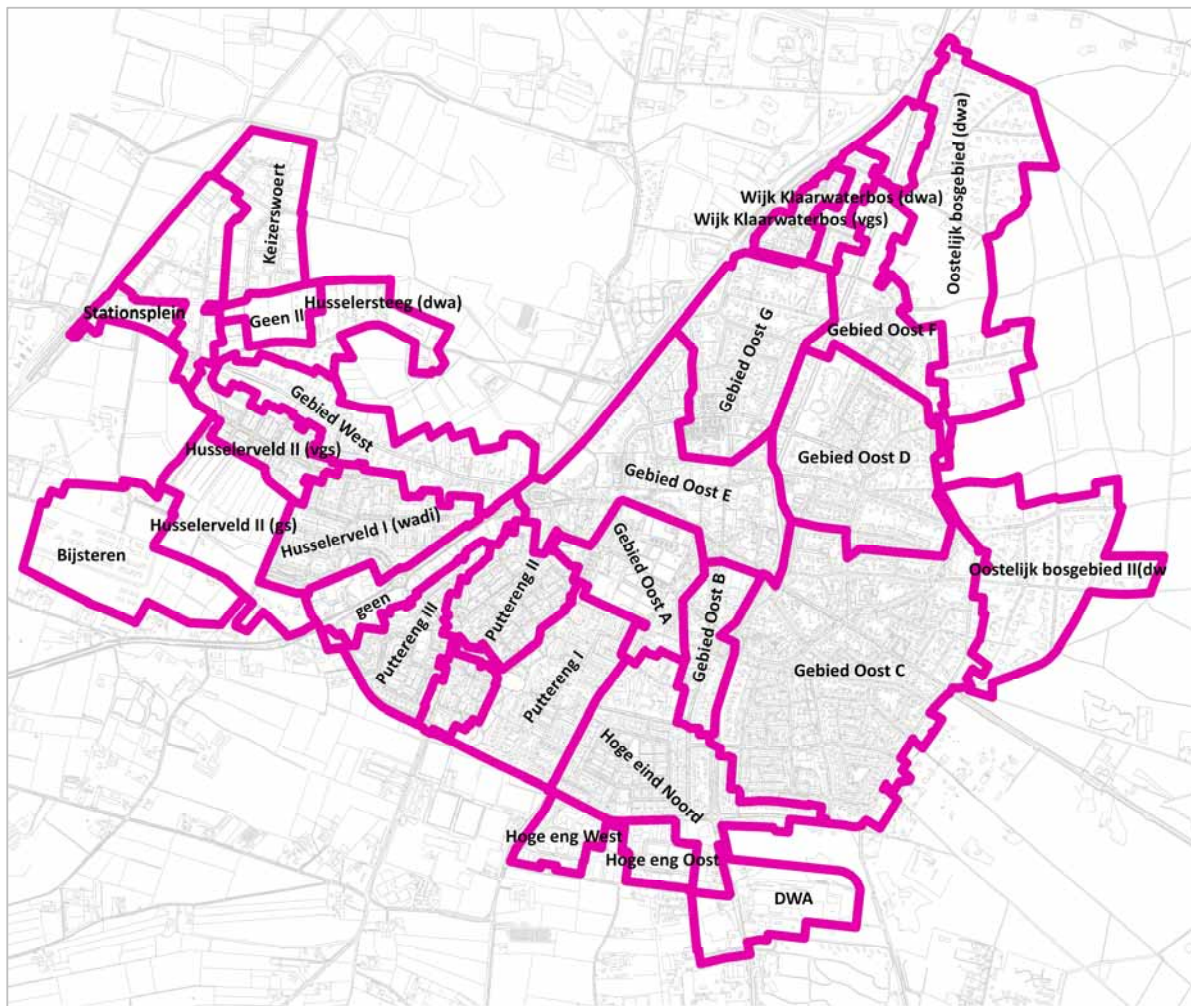 Oostelijk bosgebied (dwa)
Wijk Klaarwaterbos (dwa)
Wijk Klaarwaterbos (vgs)
Keizerswoert
Stationsplein
Geen II
Husselersteeg (dwa)
Gebied Oost G
Gebied Oost F
Gebied West
Husselerveld II (vgs)
Gebied Oost D
Gebied Oost E
Husselerveld II (gs)
Husselerveld I (wadi)
Bijsteren
geen
Puttereng III
Puttereng II
Gebied Oost A
Gebied Oost B
Oostelijk bosgebied II(dw
Puttereng I
Gebied Oost C
Hoge eind Noord
Hoge eng West
Hoge eng Oost
DWA